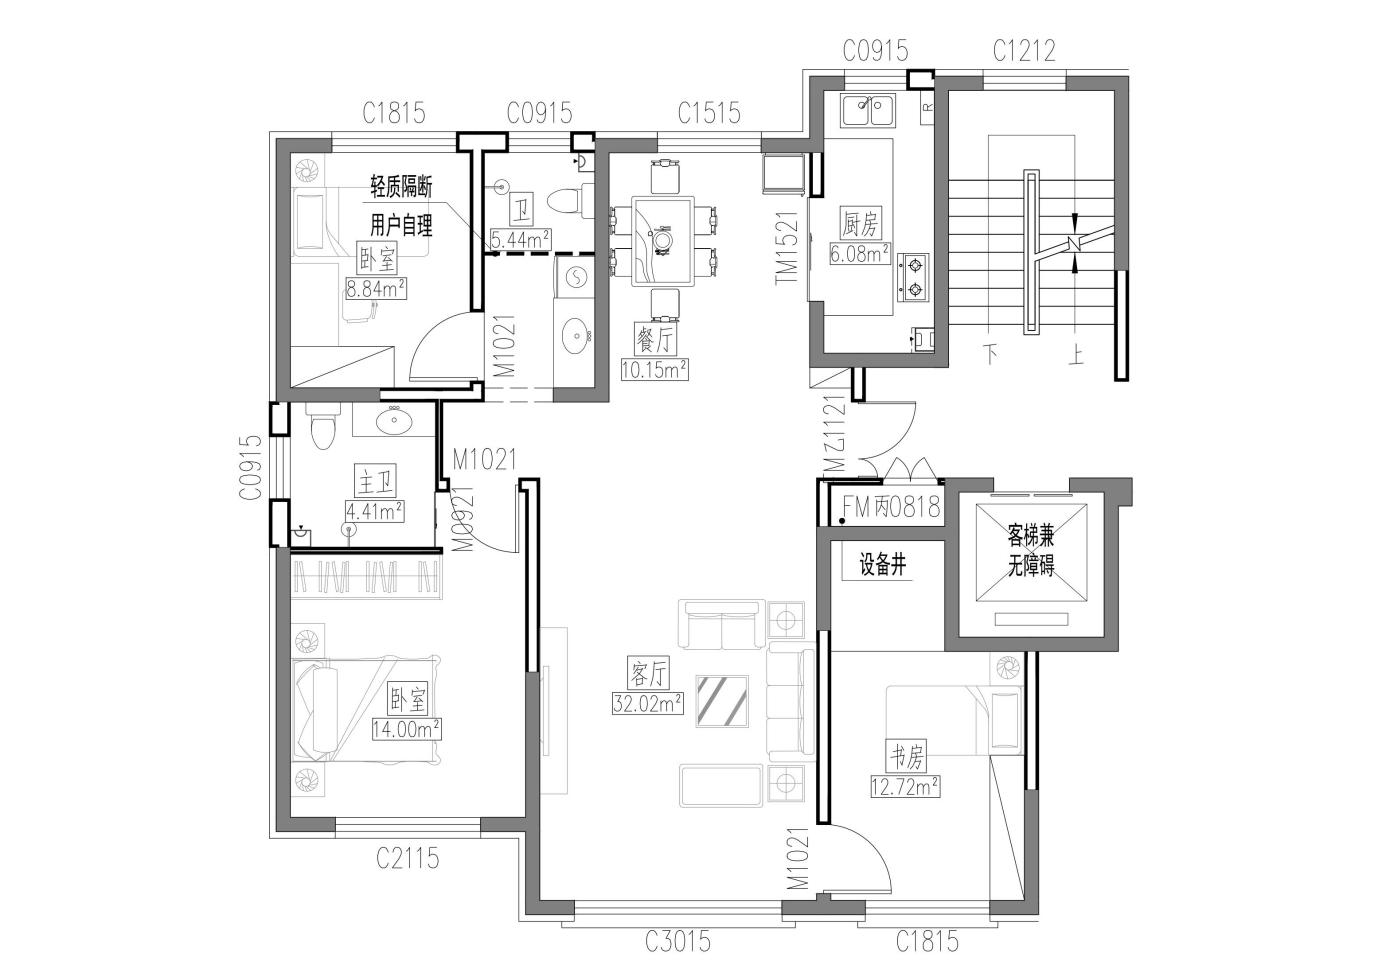 C0915
C1212
C1815
C0915
C1515
轻质隔断
用户自理
卫
5.44m²
卧室
8.84m²
M1021
餐厅
10.15m²
TM1521
厨房
6.08m²
R
N
下
上
C0915
主卫
4.41m²
M1021
M0921
MZ1121
FM丙0818
设备井
客梯兼
无障碍
卧室
14.00m²
客厅
32.02m²
书房
12.72m²
M1021
C2115
C3015
C1815